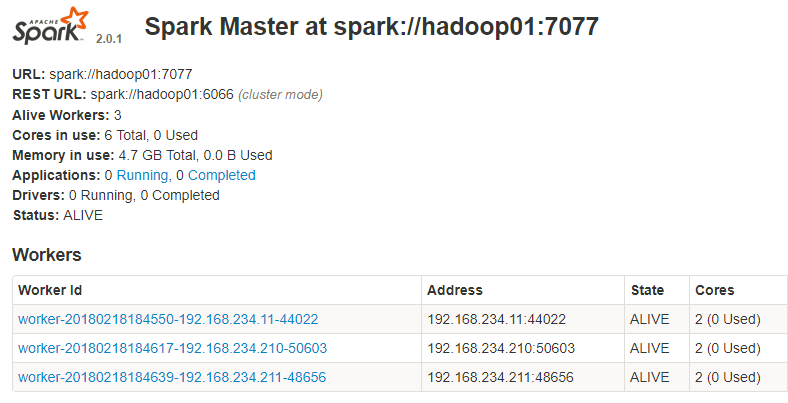 APACHE
Spark 2.0.1 Spark Master at spark://hadoop01:7077
URL: spark://hadoop01:7077
REST URL: spark://hadoop01:6066 (cluster mode)
Alive Workers: 3
Cores in use: 6 Total, 0 Used
Memory in use: 4.7 GB Total, 0.0 B Used
Applications: 0 Running, 0 Completed
Drivers: 0 Running, 0 Completed
Status: ALIVE
Workers
Worker Id Address State Cores
worker-20180218184550-192.168.234.11-44022 192.168.234.11:44022 ALIVE 2 (0 Used)
worker-20180218184617-192.168.234.210-50603 192.168.234.210:50603 ALIVE 2 (0 Used)
worker-20180218184639-192.168.234.211-48656 192.168.234.211:48656 ALIVE 2 (0 Used)